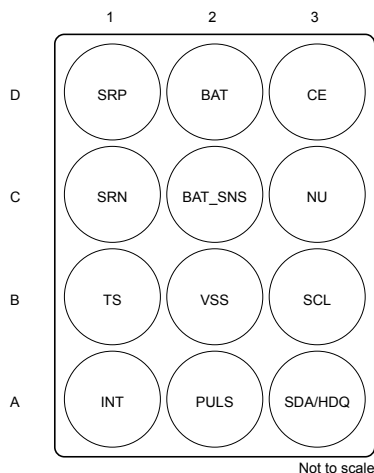 1 2 3
D SRP BAT CE
C SRN BAT_SNS NU
B TS VSS SCL
A INT PULS SDA/HDQ
Not to scale